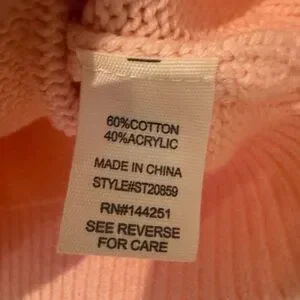 60%COTTON
40%ACRYLIC
MADE IN CHINA
STYLE#ST20859
RN#144251
SEE REVERSE
FOR CARE